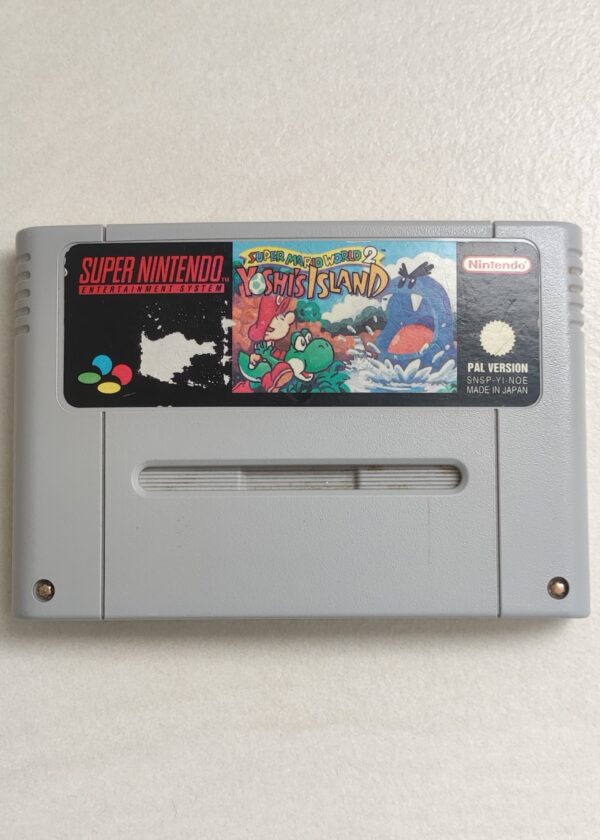 SUPER NINTENDO
ENTERTAINMENT SYSTEM
SUPER MARIO WORLD 2
YOSHI'S ISLAND
Nintendo
PAL VERSION
SNSP-YI-NOE
MADE IN JAPAN